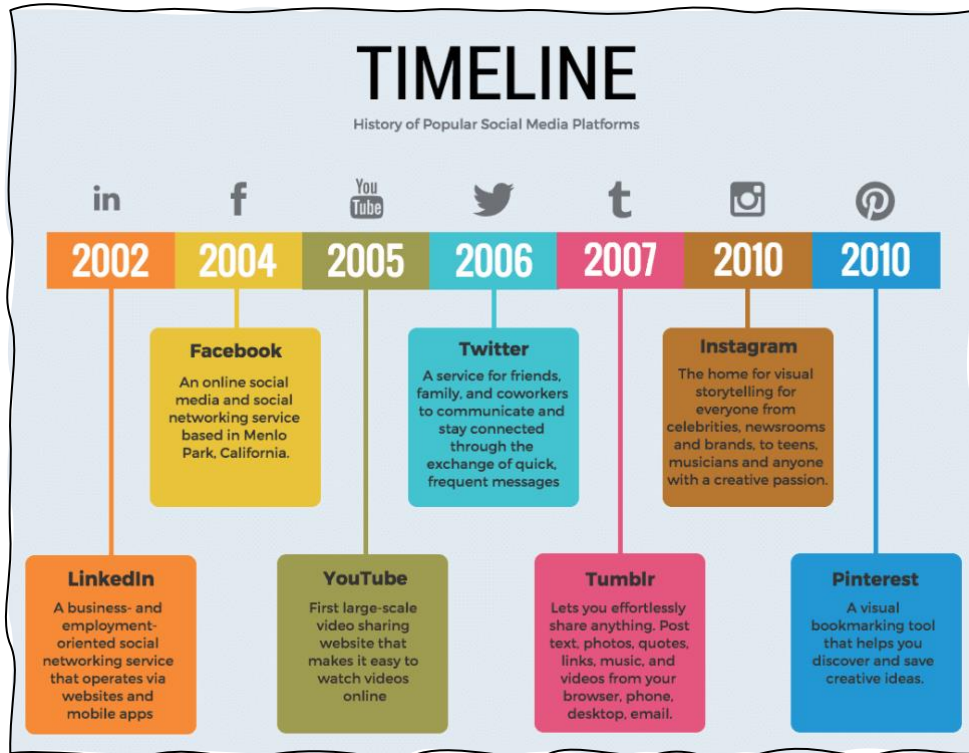 TIMELINE
History of Popular Social Media Platforms
in
f
You
Tube
t
2002
2004
2005
2006
2007
2010
2010
Facebook
An online social
media and social
networking service
based in Menlo
Park, California.
Twitter
A service for friends,
family, and coworkers
to communicate and
stay connected
through the
exchange of quick,
frequent messages
Instagram
The home for visual
storytelling for
everyone from
celebrities, newsrooms
and brands, to teens,
musicians and anyone
with a creative passion.
LinkedIn
A business- and
employment-
oriented social
networking service
that operates via
websites and
mobile apps
YouTube
First large-scale
video sharing
website that
makes it easy to
watch videos
online
Tumblr
Lets you effortlessly
share anything. Post
text, photos, quotes,
links, music, and
videos from your
browser, phone,
desktop, email.
Pinterest
A visual
bookmarking tool
that helps you
discover and save
creative ideas.